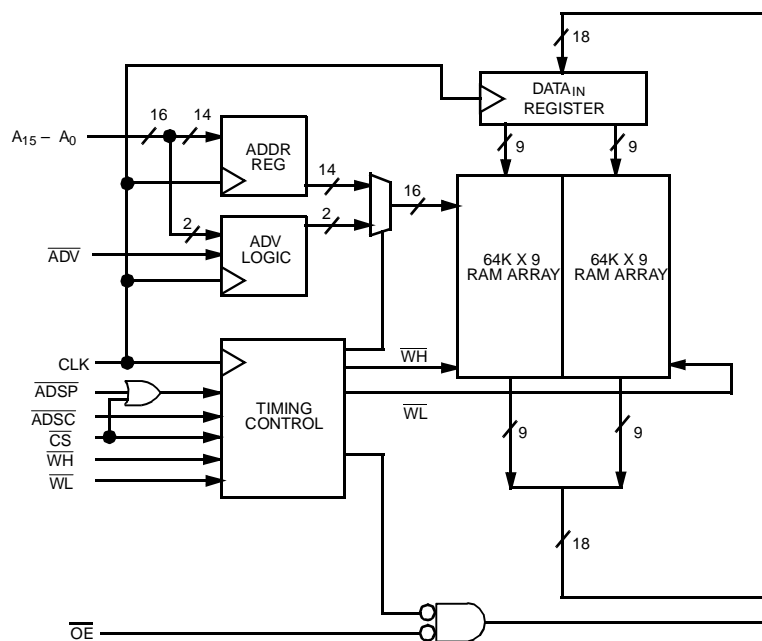 18
DATAIN
REGISTER
16
14
A15 – A0
ADDR
REG
9
9
14
16
2
ADV
LOGIC
2
ADV
64K X 9
RAM ARRAY
64K X 9
RAM ARRAY
CLK
WH
ADSP
TIMING
CONTROL
ADSC
WL
CS
9
9
WH
WL
18
OE